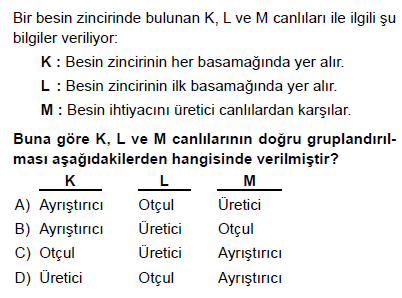 Bir besin zincirinde bulunan K, L ve M canlıları ile ilgili şu
bilgiler veriliyor:
K : Besin zincirinin her basamağında yer alır.
L : Besin zincirinin ilk basamağında yer alır.
M : Besin ihtiyacını üretici canlılardan karşılar.
Buna göre K, L ve M canlılarının doğru gruplandırıl-
ması aşağıdakilerden hangisinde verilmiştir?
K L M
A) Ayrıştırıcı Otçul Üretici
B) Ayrıştırıcı Üretici Otçul
C) Otçul Üretici Ayrıştırıcı
D) Üretici Otçul Ayrıştırıcı